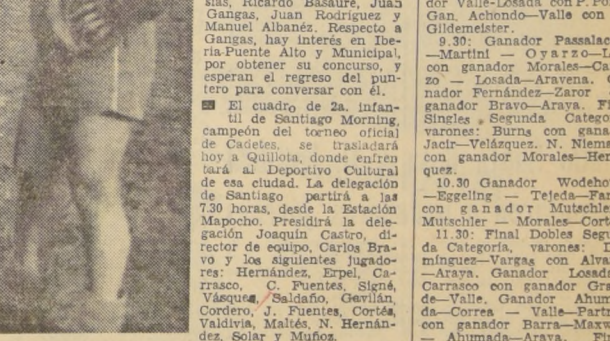 sias, Ricardo Basaure, Juan
Gangas, Juan Rodríguez y
Manuel Albanéz. Respecto a
Gangas, hay interés en Ibe-
ria-Puente Alto y Municipal,
por obtener su concurso, y
esperan el regreso del pun-
tero para conversar con él.
El cuadro de 2a. infan-
til de Santiago Morning,
campeón del torneo oficial
de Cadetes, se trasladará
hoy a Quillota, donde enfren
tará al Deportivo Cultural
de esa ciudad. La delegación
de Santiago partirá a las
7.30 horas, desde la Estación
Mapocho. Presidirá la dele-
gación Joaquín Castro, di-
rector de equipo, Carlos Bra-
vo y los siguientes jugado-
res: Hernández, Erpel, Ca-
rrasco, C. Fuentes, Signé,
Vásquez, Saldaño, Gavilán,
Cordero, J. Fuentes, Cortés,
Valdivia, Maltés, N. Hernán-
dez, Solar y Muñoz.
dor Valle-Losada con P. Po
Gan. Achondo—Valle con
Gildemeister.
9.30: Ganador Passalac
—Martini — Oyarzo—L
con ganador Morales—Ca
zo — Losada—Aravena.
nador Fernández—Zaror
ganador Bravo—Araya. F
Singles Segunda Catego
varones: Burns con ganad
Jacir—Velázquez. N. Niema
con ganador Morales—Her
quez.
10.30 Ganador Wodeho
—Eggeling — Tejeda—Far
con ganador Mutschler
Mutschler — Morales—Corté
11.30: Final Dobles Segu
da Categoría, varones: D
mínguez—Vargas con Alva
—Araya. Ganador Losad
Carrasco con ganador Gra
de—Valle. Ganador Ahum
da—Correa — Valle—Partr
con ganador Barra—Maxw
— Ahumada—Araya. Fi